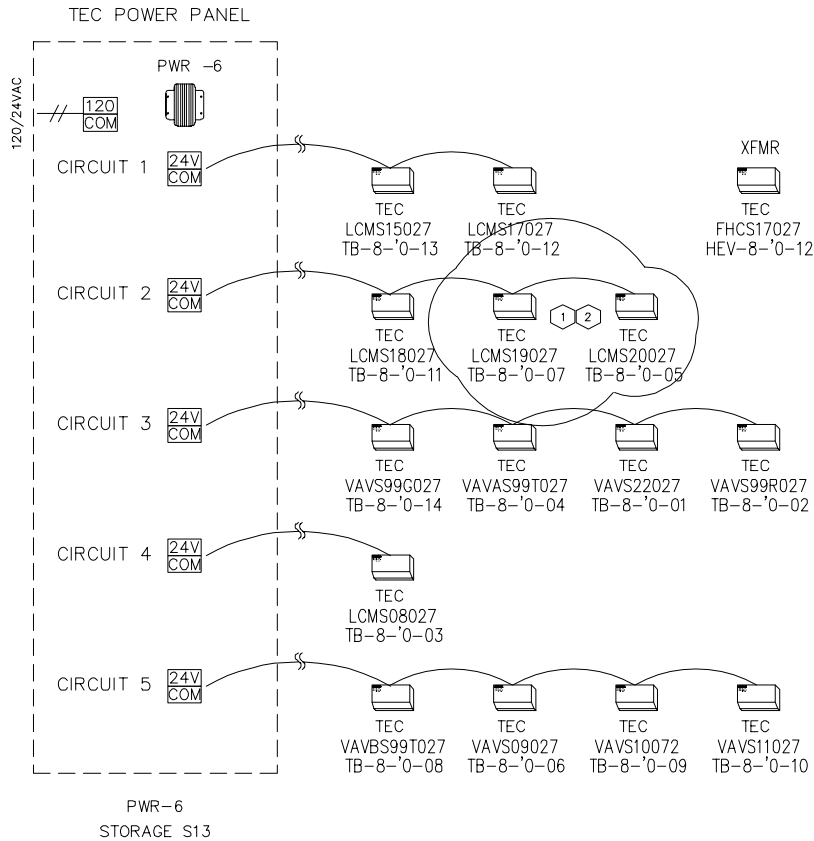 TEC POWER PANEL
PWR -6
120/24VAC
120
COM
CIRCUIT 1
24V
COM
TEC
LCMS15027
TB-8-'0-13
TEC
LCMS17027
TB-8-'0-12
XFMR
TEC
FHCS17027
HEV-8-'0-12
CIRCUIT 2
24V
COM
TEC
LCMS18027
TB-8-'0-11
TEC
LCMS19027
TB-8-'0-07
1 2
TEC
LCMS20027
TB-8-'0-05
CIRCUIT 3
24V
COM
TEC
VAVS99G027
TB-8-'0-14
TEC
VAVAS99T027
TB-8-'0-04
TEC
VAVS22027
TB-8-'0-01
TEC
VAVS99R027
TB-8-'0-02
CIRCUIT 4
24V
COM
TEC
LCMS08027
TB-8-'0-03
CIRCUIT 5
24V
COM
TEC
VAVBS99T027
TB-8-'0-08
TEC
VAVS09027
TB-8-'0-06
TEC
VAVS10072
TB-8-'0-09
TEC
VAVS11027
TB-8-'0-10
PWR-6
STORAGE S13